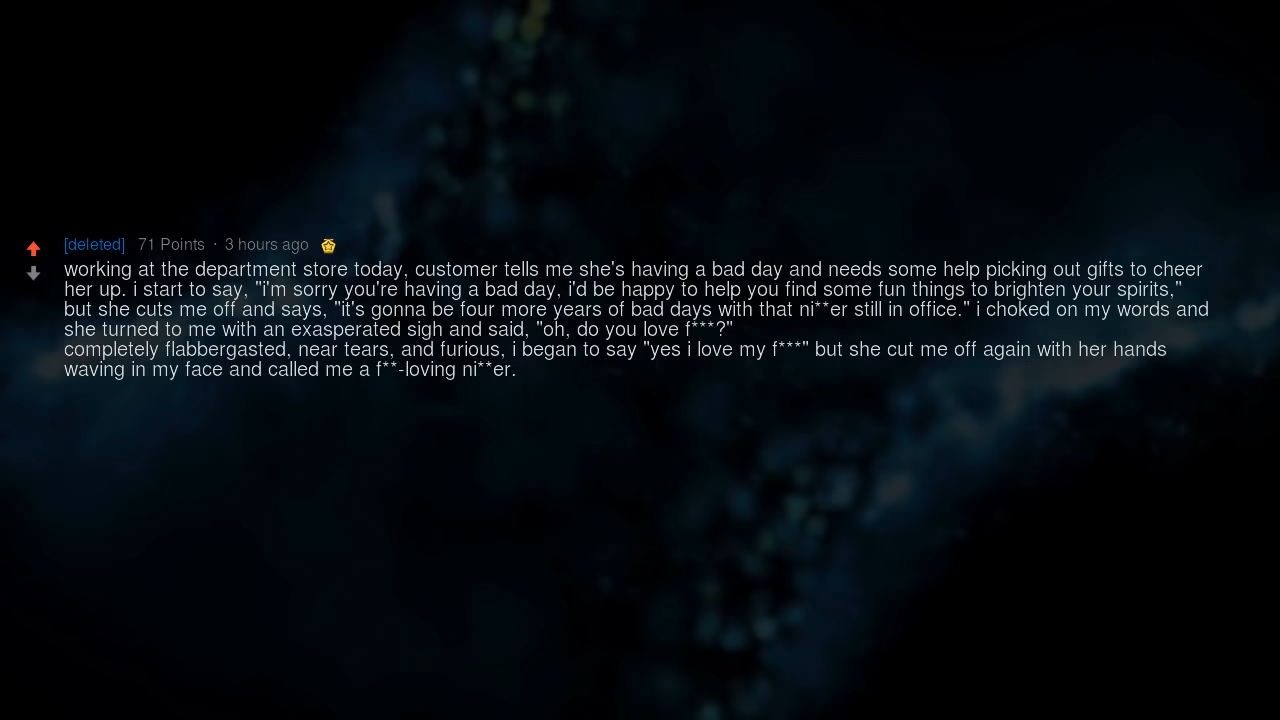 [deleted] 71 Points · 3 hours ago
working at the department store today, customer tells me she's having a bad day and needs some help picking out gifts to cheer
her up. i start to say, "i'm sorry you're having a bad day, i'd be happy to help you find some fun things to brighten your spirits,"
but she cuts me off and says, "it's gonna be four more years of bad days with that ni**er still in office." i choked on my words and
she turned to me with an exasperated sigh and said, "oh, do you love f***?"
completely flabbergasted, near tears, and furious, i began to say "yes i love my f***" but she cut me off again with her hands
waving in my face and called me a f**-loving ni**er.